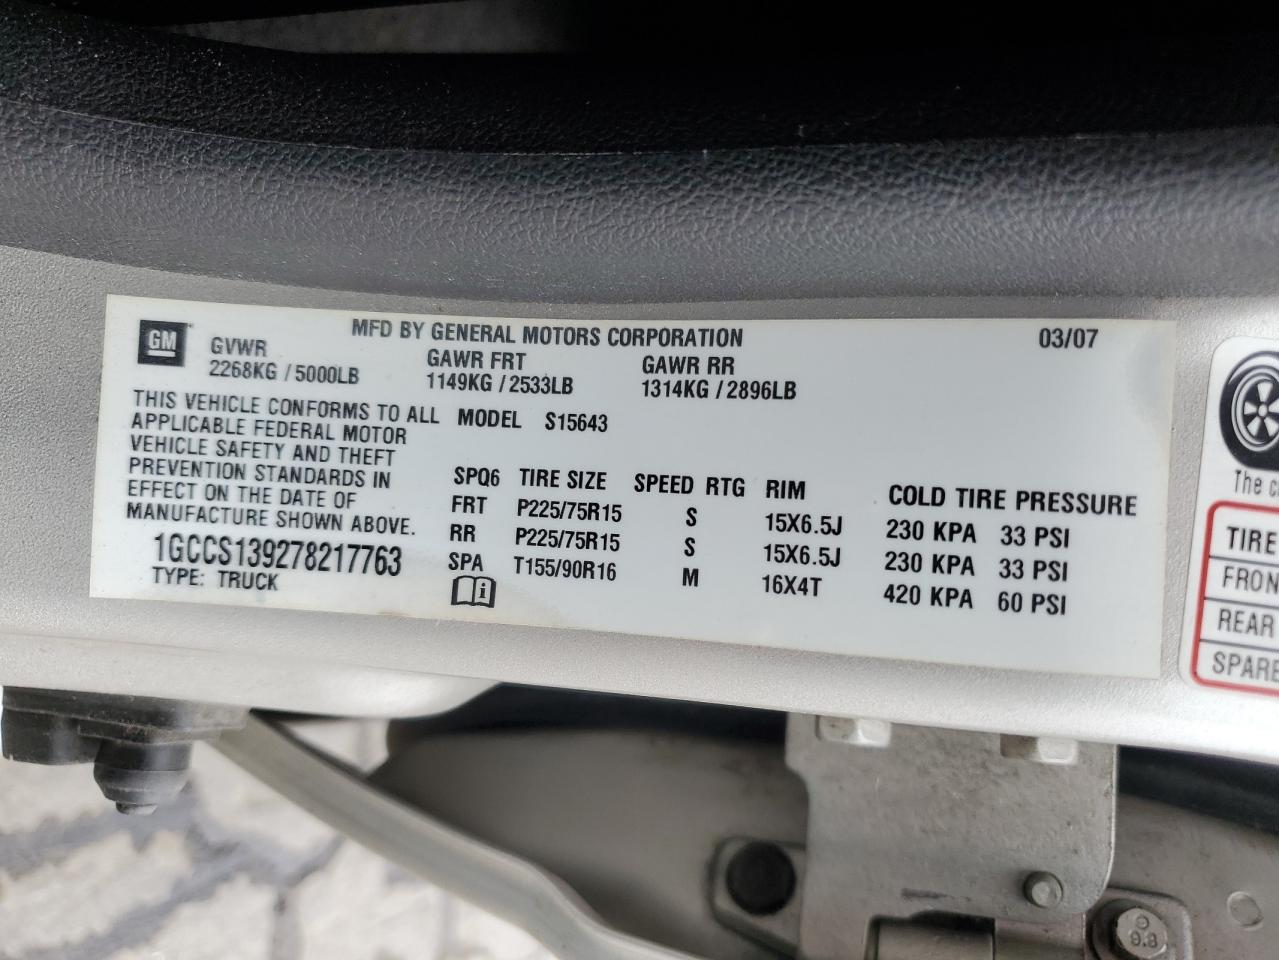 MFD BY GENERAL MOTORS CORPORATION 03/07
GM
GVWR GAWR FRT GAWR RR
2268KG / 5000LB 1149KG / 2533LB 1314KG / 2896LB
THIS VEHICLE CONFORMS TO ALL
APPLICABLE FEDERAL MOTOR
VEHICLE SAFETY AND THEFT
PREVENTION STANDARDS IN
EFFECT ON THE DATE OF
MANUFACTURE SHOWN ABOVE.
1GCCS139278217763
TYPE: TRUCK
MODEL S15643
SPQ6 TIRE SIZE SPEED RTG RIM COLD TIRE PRESSURE
FRT P225/75R15 S 15X6.5J 230 KPA 33 PSI
RR P225/75R15 S 15X6.5J 230 KPA 33 PSI
SPA T155/90R16 M 16X4T 420 KPA 60 PSI
i
The
TIRE
FRON
REAR
SPARE
9.8